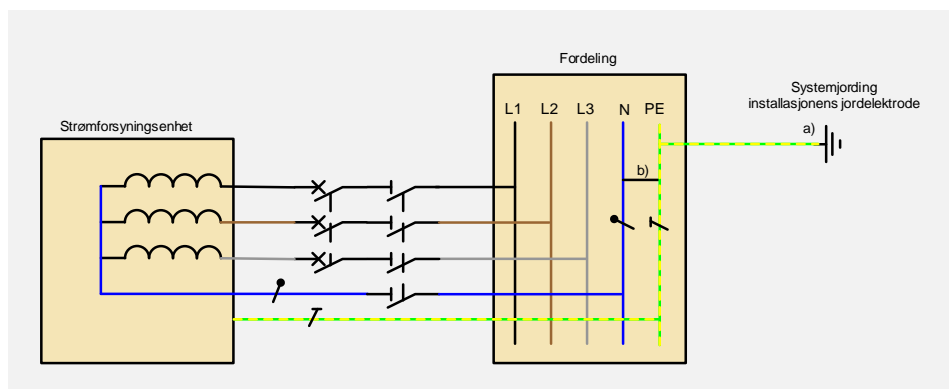 Fordeling
Systemjording
installasjonens jordelektrode
a)
L1 L2 L3 N PE
Strømforsyningsenhet
b)